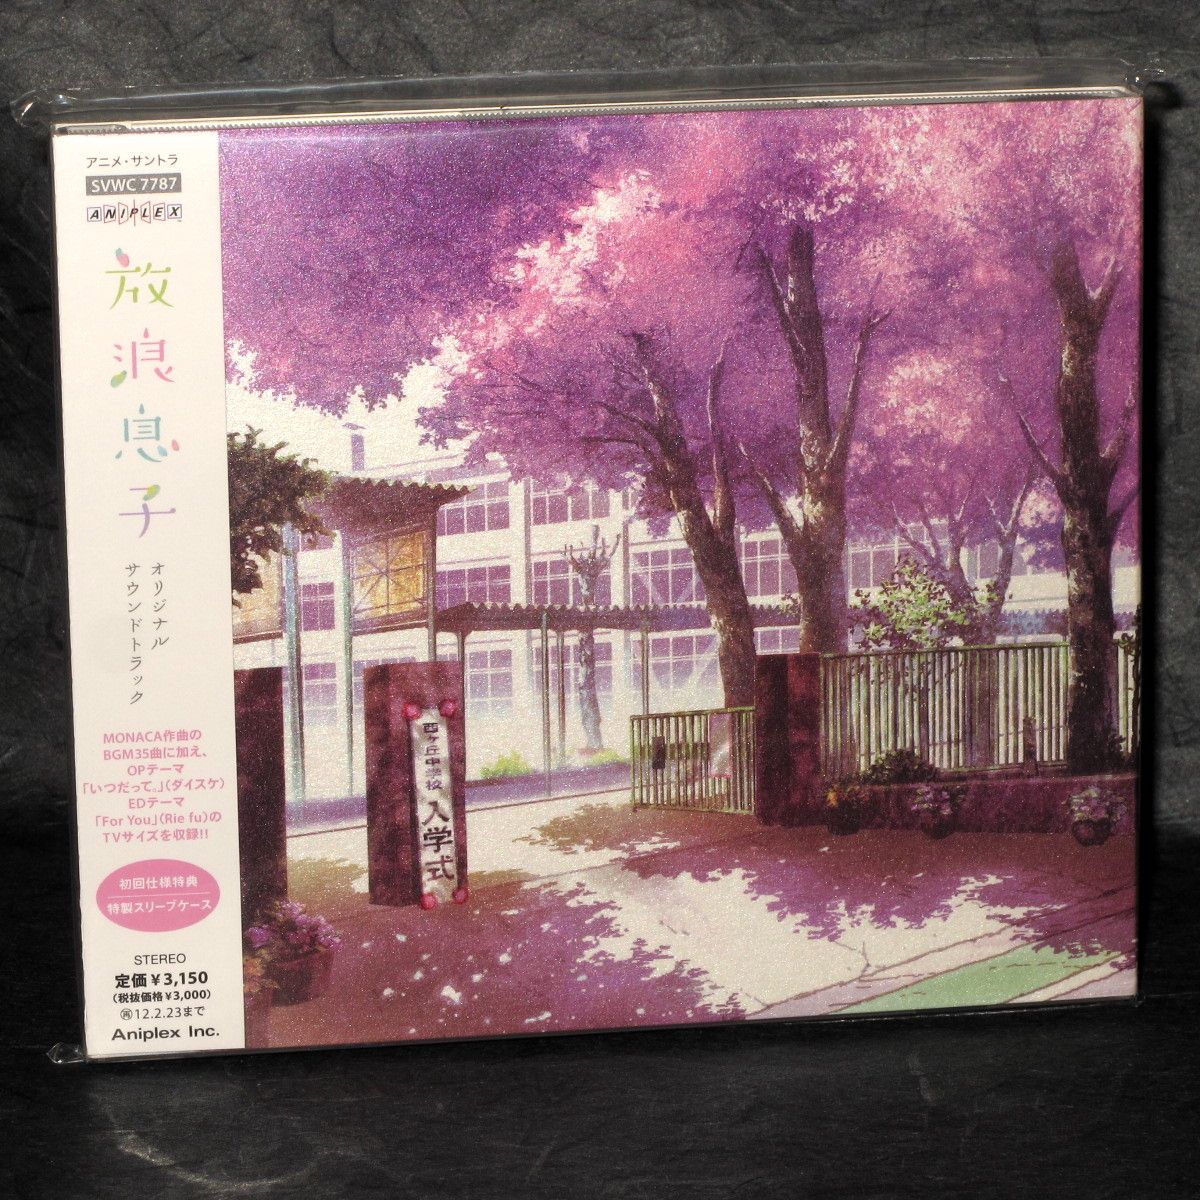 アニメ・サントラ
SVWC 7787
ANIPLEX
放浪息子
オリジナル
サウンドトラック
MONACA作曲の
BGM35曲に加え、
OPテーマ
「いつだって。」(ダイスケ)
EDテーマ
「For You」(Rie fu)の
TVサイズを収録!!
初回仕様特典
特製スリーブケース
STEREO
定価￥3,150
(税抜価格￥3,000)
㋐12.2.23まで
Aniplex Inc.
西ヶ丘中学校
入学式